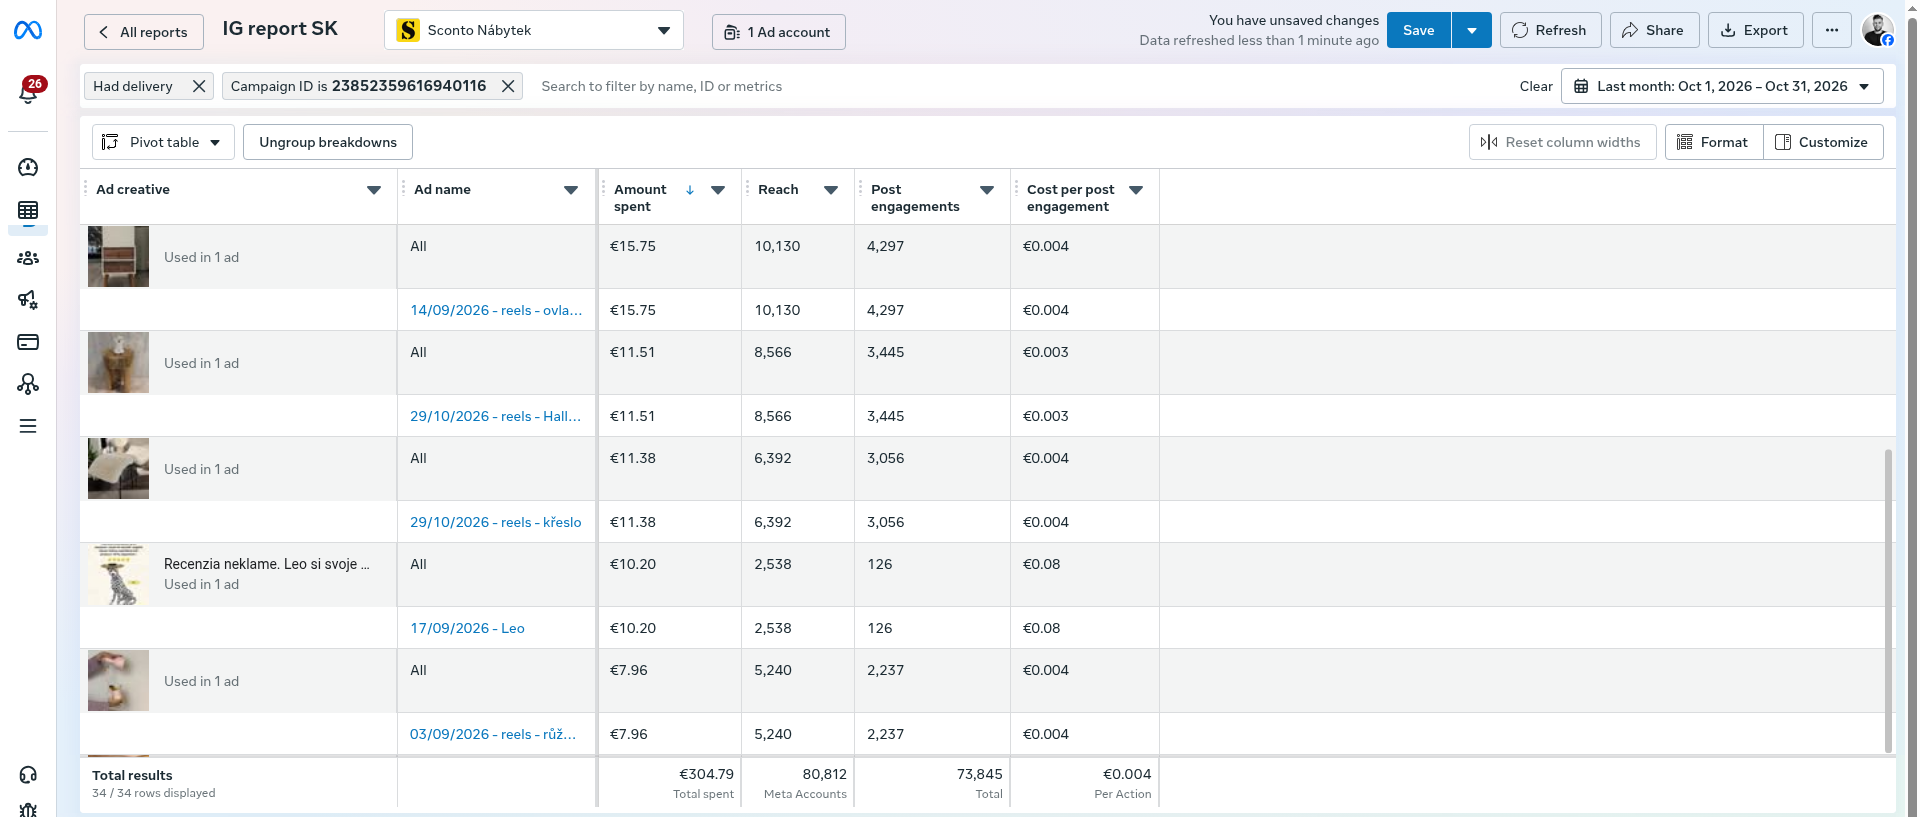 All reports
IG report SK
Sconto Nábytek
1 Ad account
You have unsaved changes
Data refreshed less than 1 minute ago
Save
Refresh
Share
Export
26
Had delivery
Campaign ID is 23852359616940116
Search to filter by name, ID or metrics
Clear
Last month: Oct 1, 2026 – Oct 31, 2026
Pivot table
Ungroup breakdowns
Reset column widths
Format
Customize
Ad creative
Ad name
Amount spent
Reach
Post engagements
Cost per post engagement
Used in 1 ad
All
€15.75
10,130
4,297
€0.004
14/09/2026 - reels - ovla...
€15.75
10,130
4,297
€0.004
Used in 1 ad
All
€11.51
8,566
3,445
€0.003
29/10/2026 - reels - Hall...
€11.51
8,566
3,445
€0.003
Used in 1 ad
All
€11.38
6,392
3,056
€0.004
29/10/2026 - reels - křeslo
€11.38
6,392
3,056
€0.004
Recenzia neklame. Leo si svoje ...
Used in 1 ad
All
€10.20
2,538
126
€0.08
17/09/2026 - Leo
€10.20
2,538
126
€0.08
Used in 1 ad
All
€7.96
5,240
2,237
€0.004
03/09/2026 - reels - růž...
€7.96
5,240
2,237
€0.004
Total results
34 / 34 rows displayed
€304.79
Total spent
80,812
Meta Accounts
73,845
Total
€0.004
Per Action